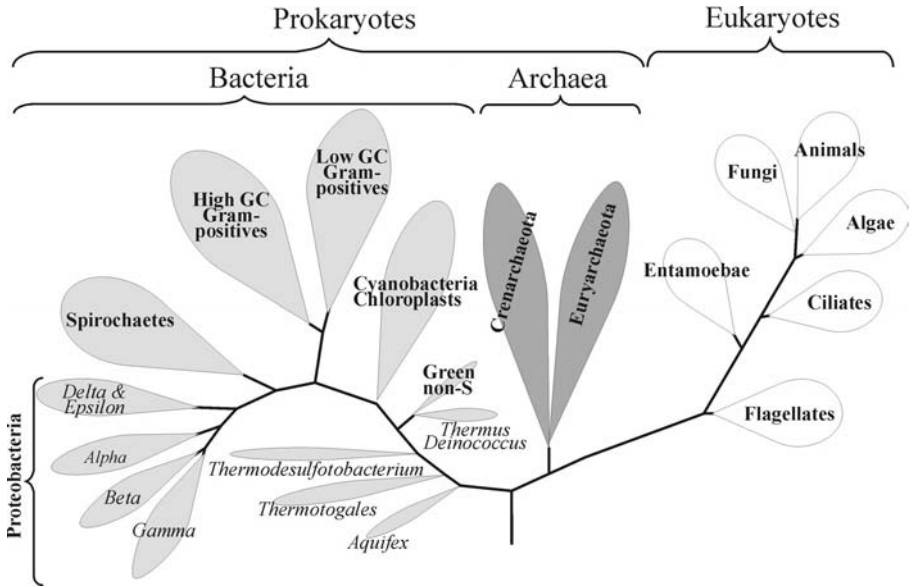 Prokaryotes
Eukaryotes
Bacteria
Archaea
Low GC
Gram-
positives
High GC
Gram-
positives
Cyanobacteria
Chloroplasts
Spirochaetes
Crenarchaeota
Euryarchaeota
Fungi
Animals
Algae
Entamoebae
Ciliates
Flagellates
Green
non-S
Thermus
Deinococcus
Delta &
Epsilon
Alpha
Beta
Gamma
Proteobacteria
Thermodesulfotobacterium
Thermotogales
Aquifex